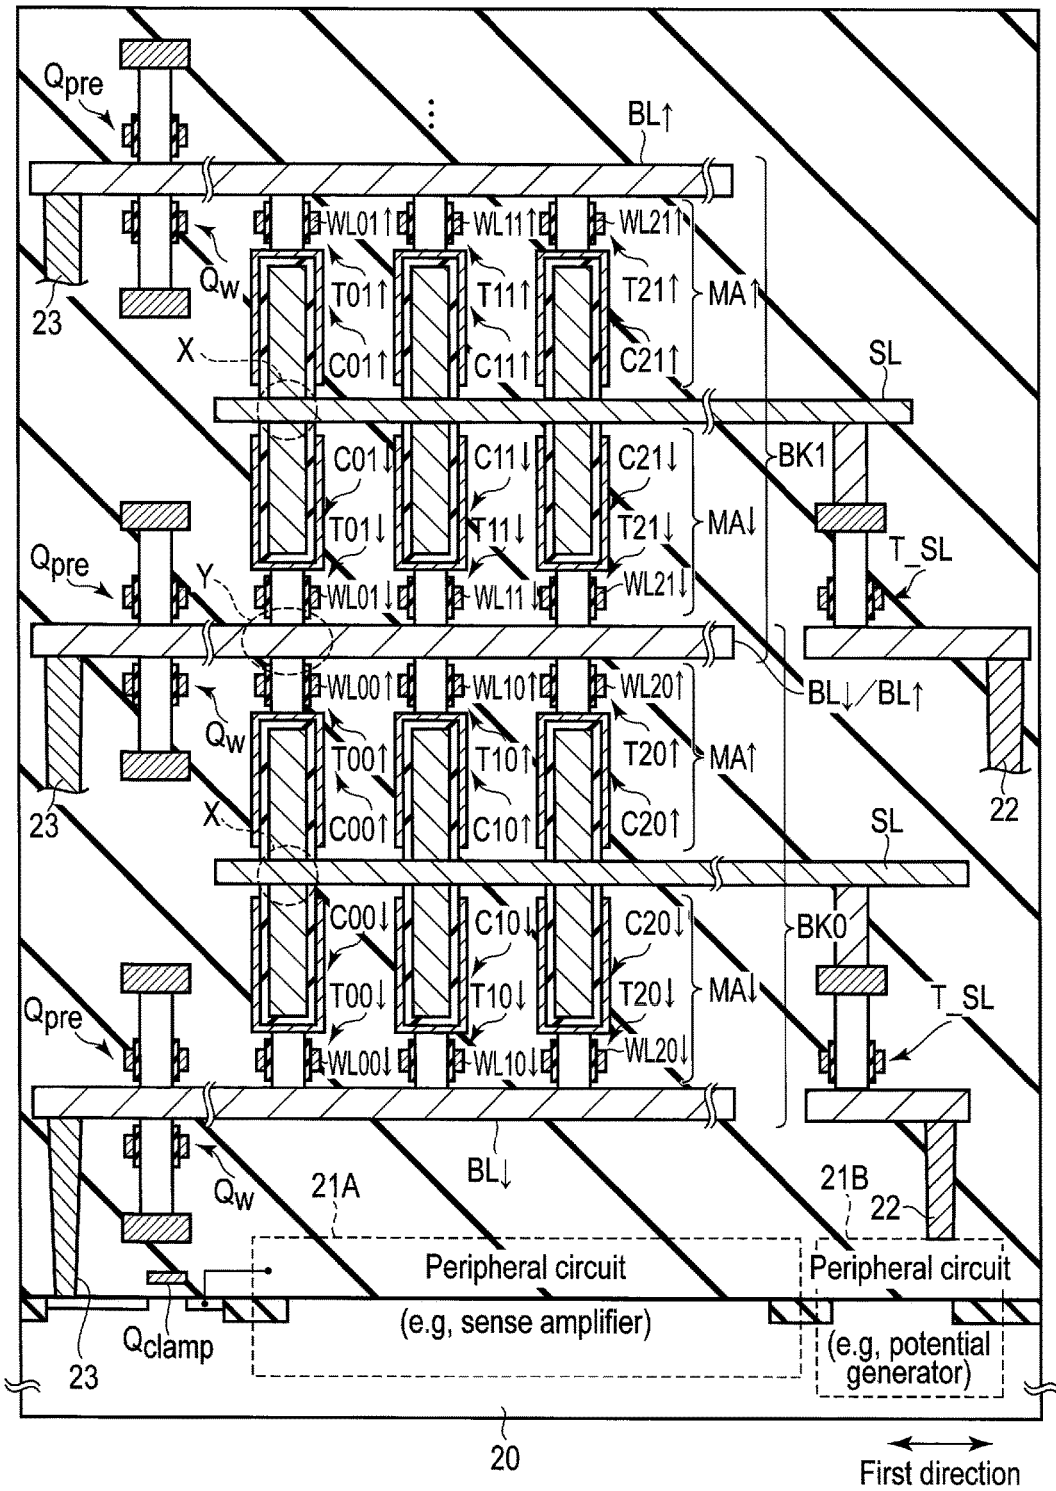 Qpre
BL↑
WL01↑
WL11↑
WL21↑
Qw
23
T01↑
T11↑
T21↑
MA↑
X
C01↑
C11↑
C21↑
SL
C01↓
C11↓
C21↓
BK1
T01↓
T11↓
T21↓
MA↓
T_SL
Qpre
Y
WL01↓
WL11↓
WL21↓
BL↓/BL↑
WL00↑
WL10↑
WL20↑
Qw
T00↑
T10↑
T20↑
MA↑
22
23
X
C00↑
C10↑
C20↑
SL
C00↓
C10↓
C20↓
BK0
T00↓
T10↓
T20↓
MA↓
T_SL
Qpre
WL00↓
WL10↓
WL20↓
BL↓
Qw
21A
21B
22
Peripheral circuit
Peripheral circuit
(e.g, sense amplifier)
(e.g, potential
generator)
Qclamp
23
20
First direction